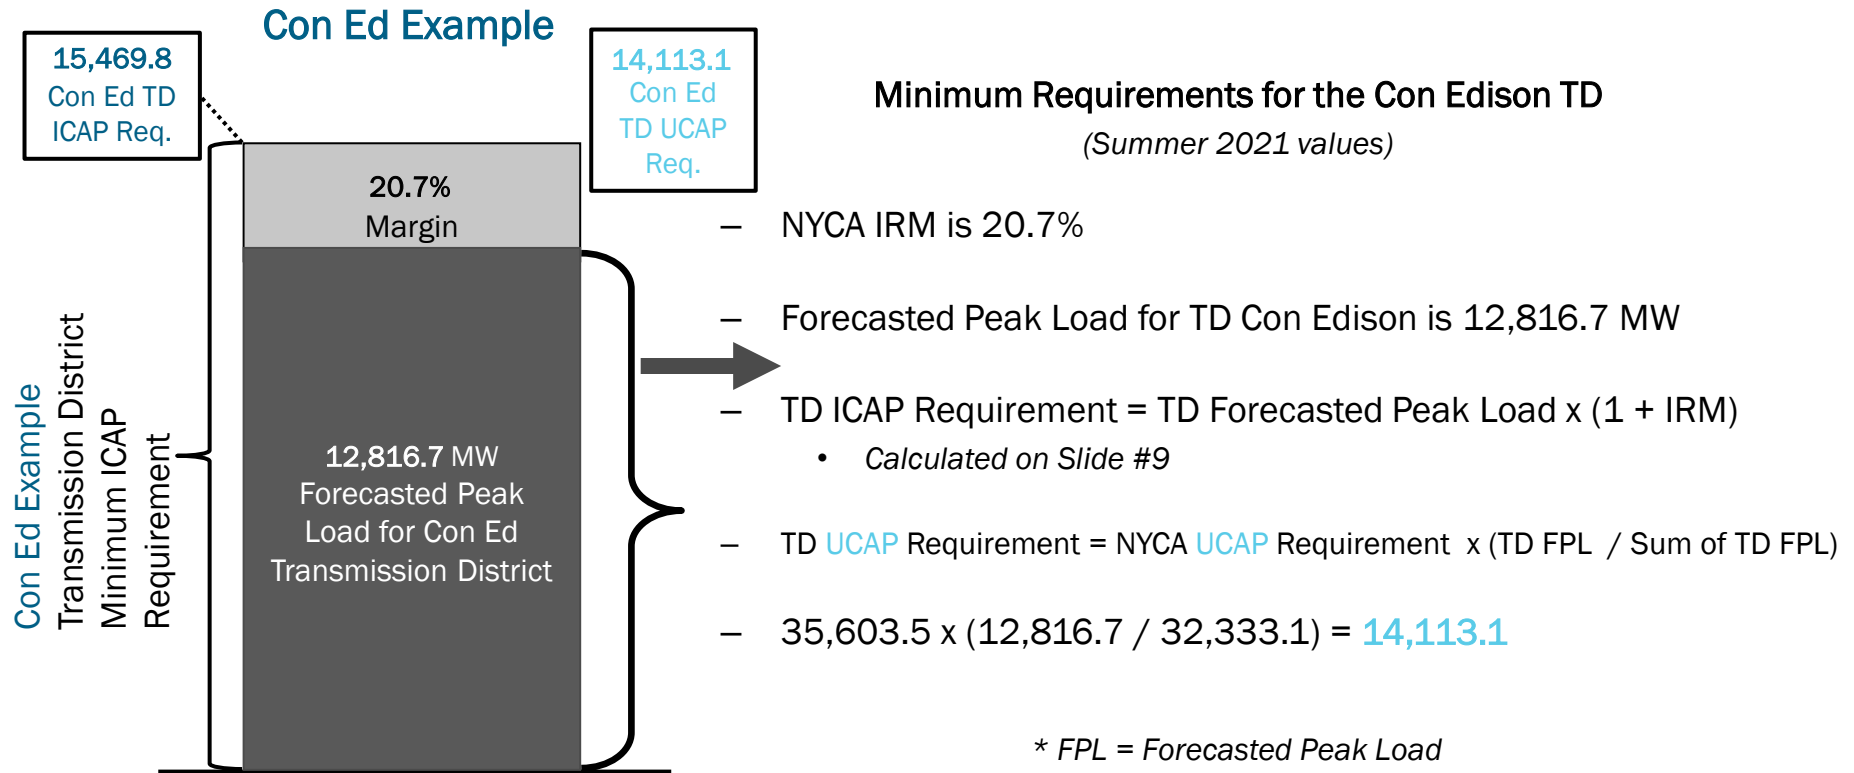 Con Ed Example
15,469.8
Con Ed TD
ICAP Req.
14,113.1
Con Ed
TD UCAP
Req.
20.7%
Margin
12,816.7 MW
Forecasted Peak
Load for Con Ed
Transmission District
Con Ed Example
Transmission District
Minimum ICAP
Requirement
Minimum Requirements for the Con Edison TD
(Summer 2021 values)
– NYCA IRM is 20.7%
– Forecasted Peak Load for TD Con Edison is 12,816.7 MW
– TD ICAP Requirement = TD Forecasted Peak Load x (1 + IRM)
• Calculated on Slide #9
– TD UCAP Requirement = NYCA UCAP Requirement x (TD FPL / Sum of TD FPL)
– 35,603.5 x (12,816.7 / 32,333.1) = 14,113.1
* FPL = Forecasted Peak Load